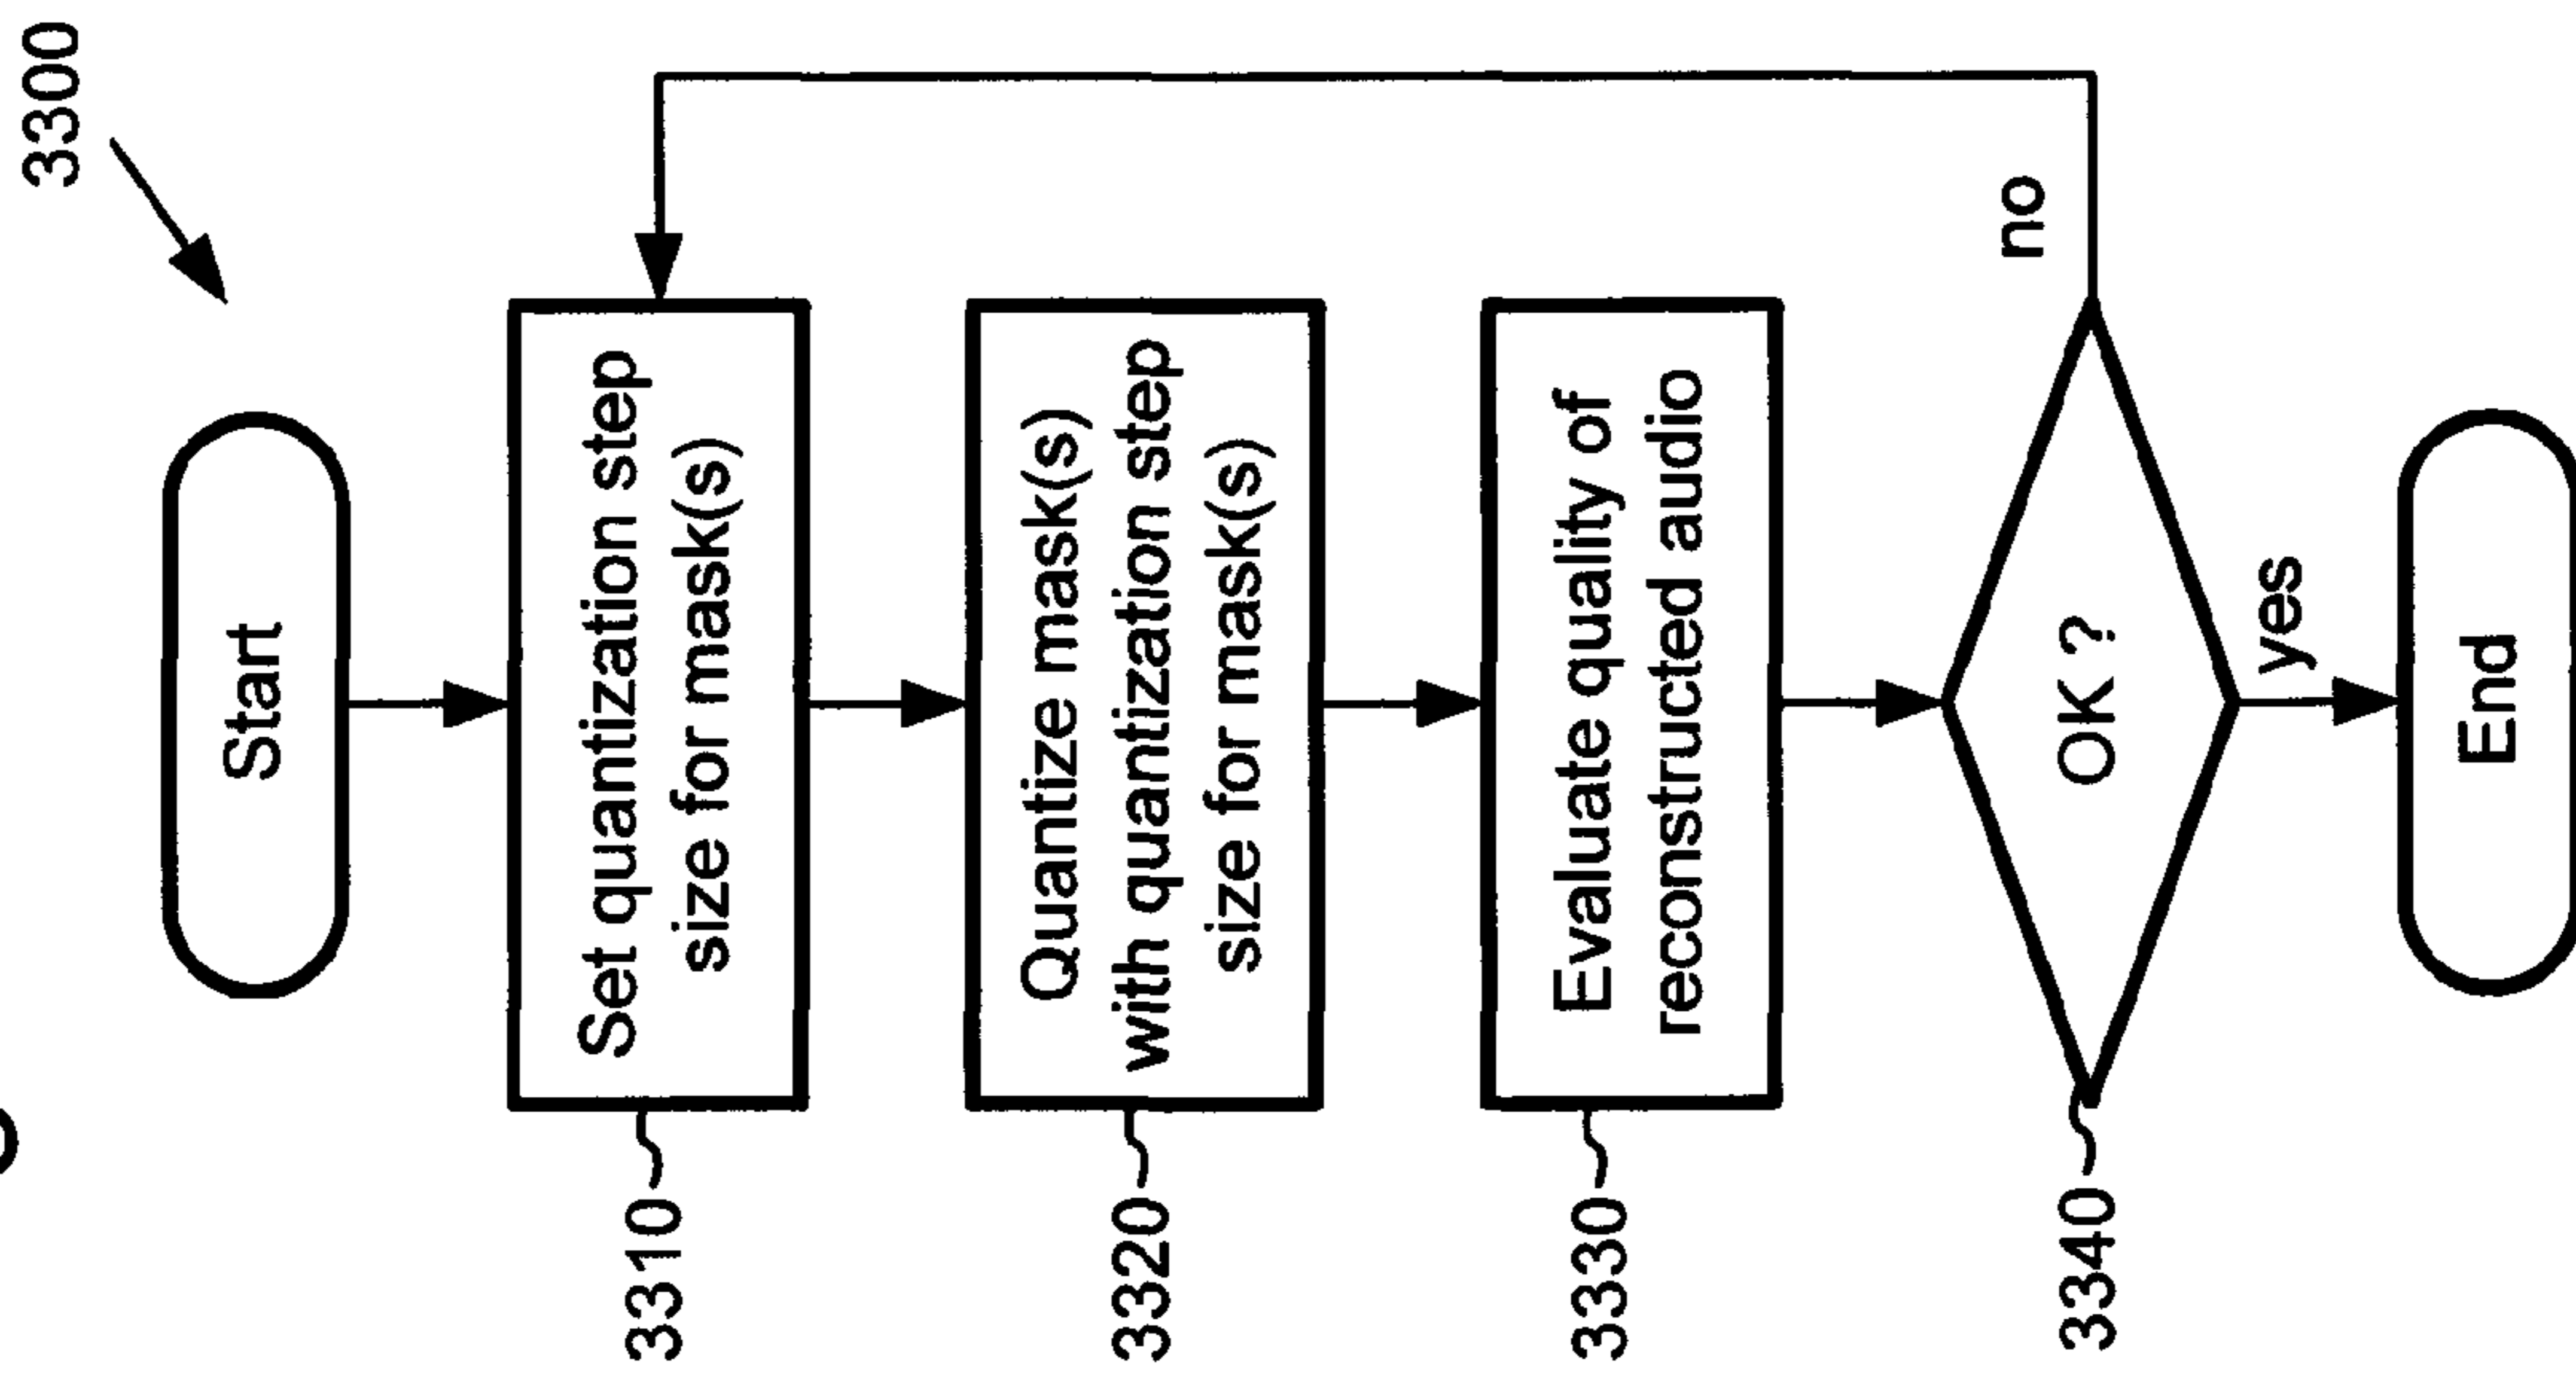 3300
Start
3310
Set quantization step
size for mask(s)
3320
Quantize mask(s)
with quantization step
size for mask(s)
3330
Evaluate quality of
reconstructed audio
3340
OK ?
no
yes
End